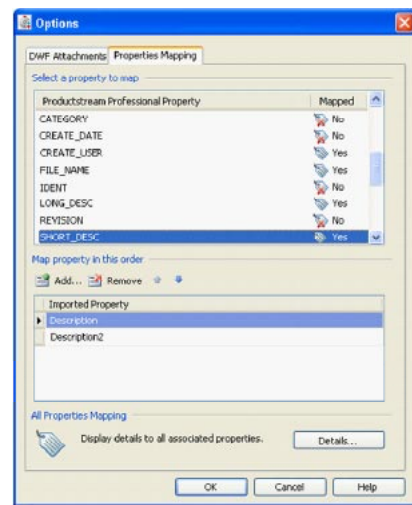 Options
DWF Attachments Properties Mapping
Select a property to map
Productstream Professional Property Mapped
CATEGORY No
CREATE_DATE No
CREATE_USER Yes
FILE_NAME Yes
IDENT No
LONG_DESC Yes
REVISION No
SHORT_DESC Yes
Map property in this order
Add... Remove
Imported Property
Description
Description2
All Properties Mapping
Display details to all associated properties. Details...
OK Cancel Help